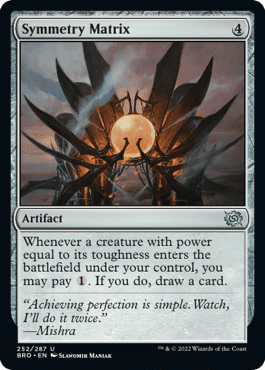 Symmetry Matrix 4
Artifact
Whenever a creature with power
equal to its toughness enters the
battlefield under your control, you
may pay 1. If you do, draw a card.
“Achieving perfection is simple. Watch,
I’ll do it twice.”
—Mishra
252/287 U
BRO • EN Slawomir Maniak
™ & © 2022 Wizards of the Coast